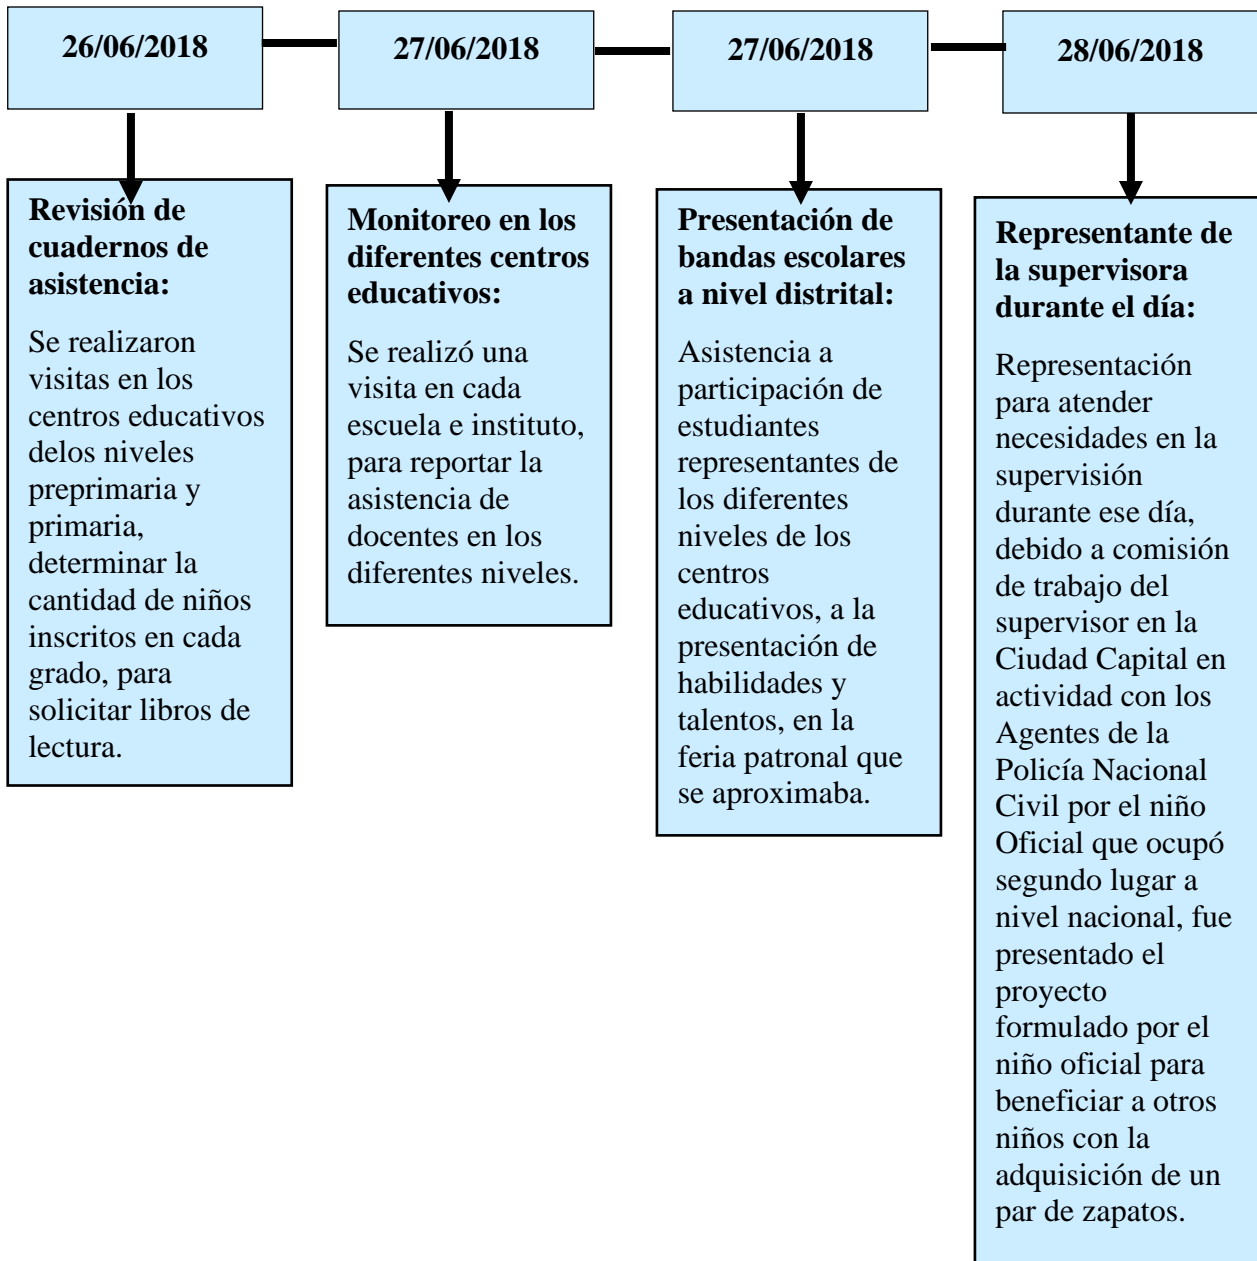 26/06/2018
27/06/2018
27/06/2018
28/06/2018
Revisión de
cuadernos de
asistencia:
Se realizaron
visitas en los
centros educativos
delos niveles
preprimaria y
primaria,
determinar la
cantidad de niños
inscritos en cada
grado, para
solicitar libros de
lectura.
Monitoreo en los
diferentes centros
educativos:
Se realizó una
visita en cada
escuela e instituto,
para reportar la
asistencia de
docentes en los
diferentes niveles.
Presentación de
bandas escolares
a nivel distrital:
Asistencia a
participación de
estudiantes
representantes de
los diferentes
niveles de los
centros
educativos, a la
presentación de
habilidades y
talentos, en la
feria patronal que
se aproximaba.
Representante de
la supervisora
durante el día:
Representación
para atender
necesidades en la
supervisión
durante ese día,
debido a comisión
de trabajo del
supervisor en la
Ciudad Capital en
actividad con los
Agentes de la
Policía Nacional
Civil por el niño
Oficial que ocupó
segundo lugar a
nivel nacional, fue
presentado el
proyecto
formulado por el
niño oficial para
beneficiar a otros
niños con la
adquisición de un
par de zapatos.